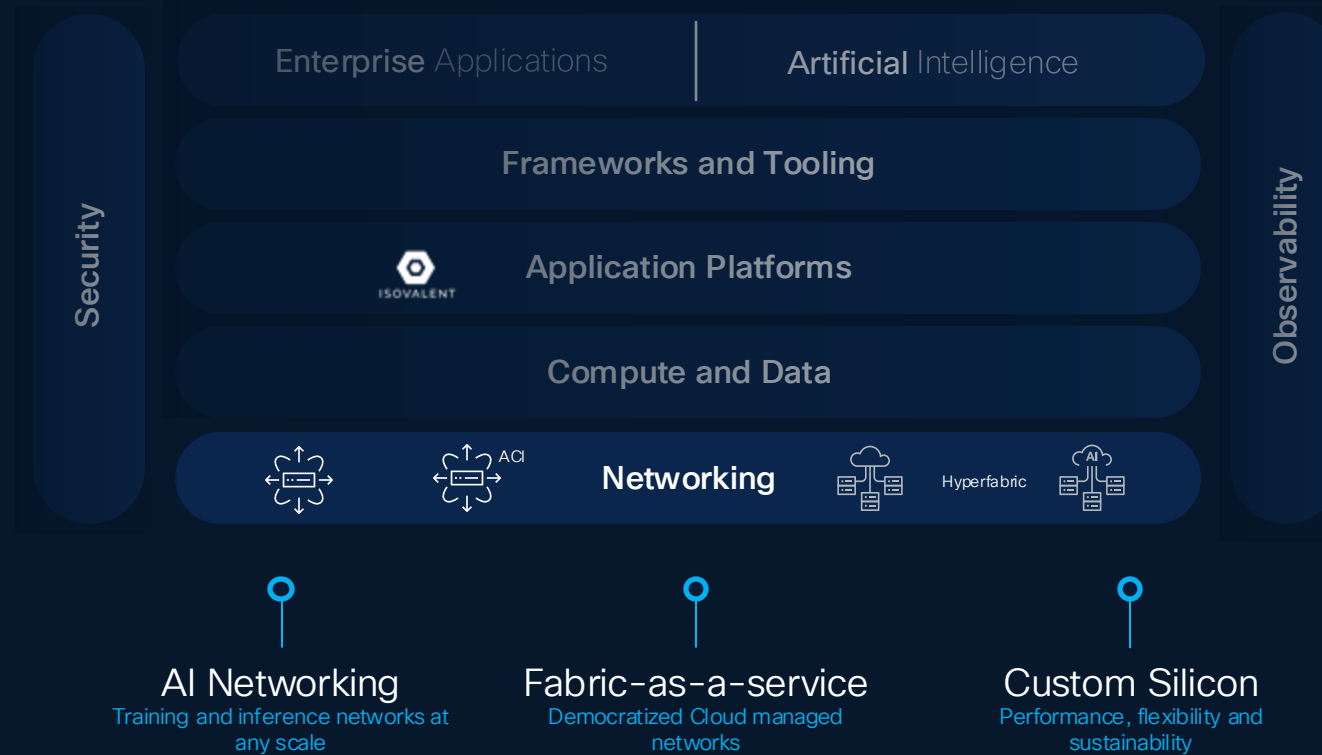 Enterprise Applications
Artificial Intelligence
Frameworks and Tooling
Security
ISOVALENT
Application Platforms
Observability
Compute and Data
ACI
Networking
Hyperfabric
AI
AI Networking
Training and inference networks at
any scale
Fabric-as-a-service
Democratized Cloud managed
networks
Custom Silicon
Performance, flexibility and
sustainability